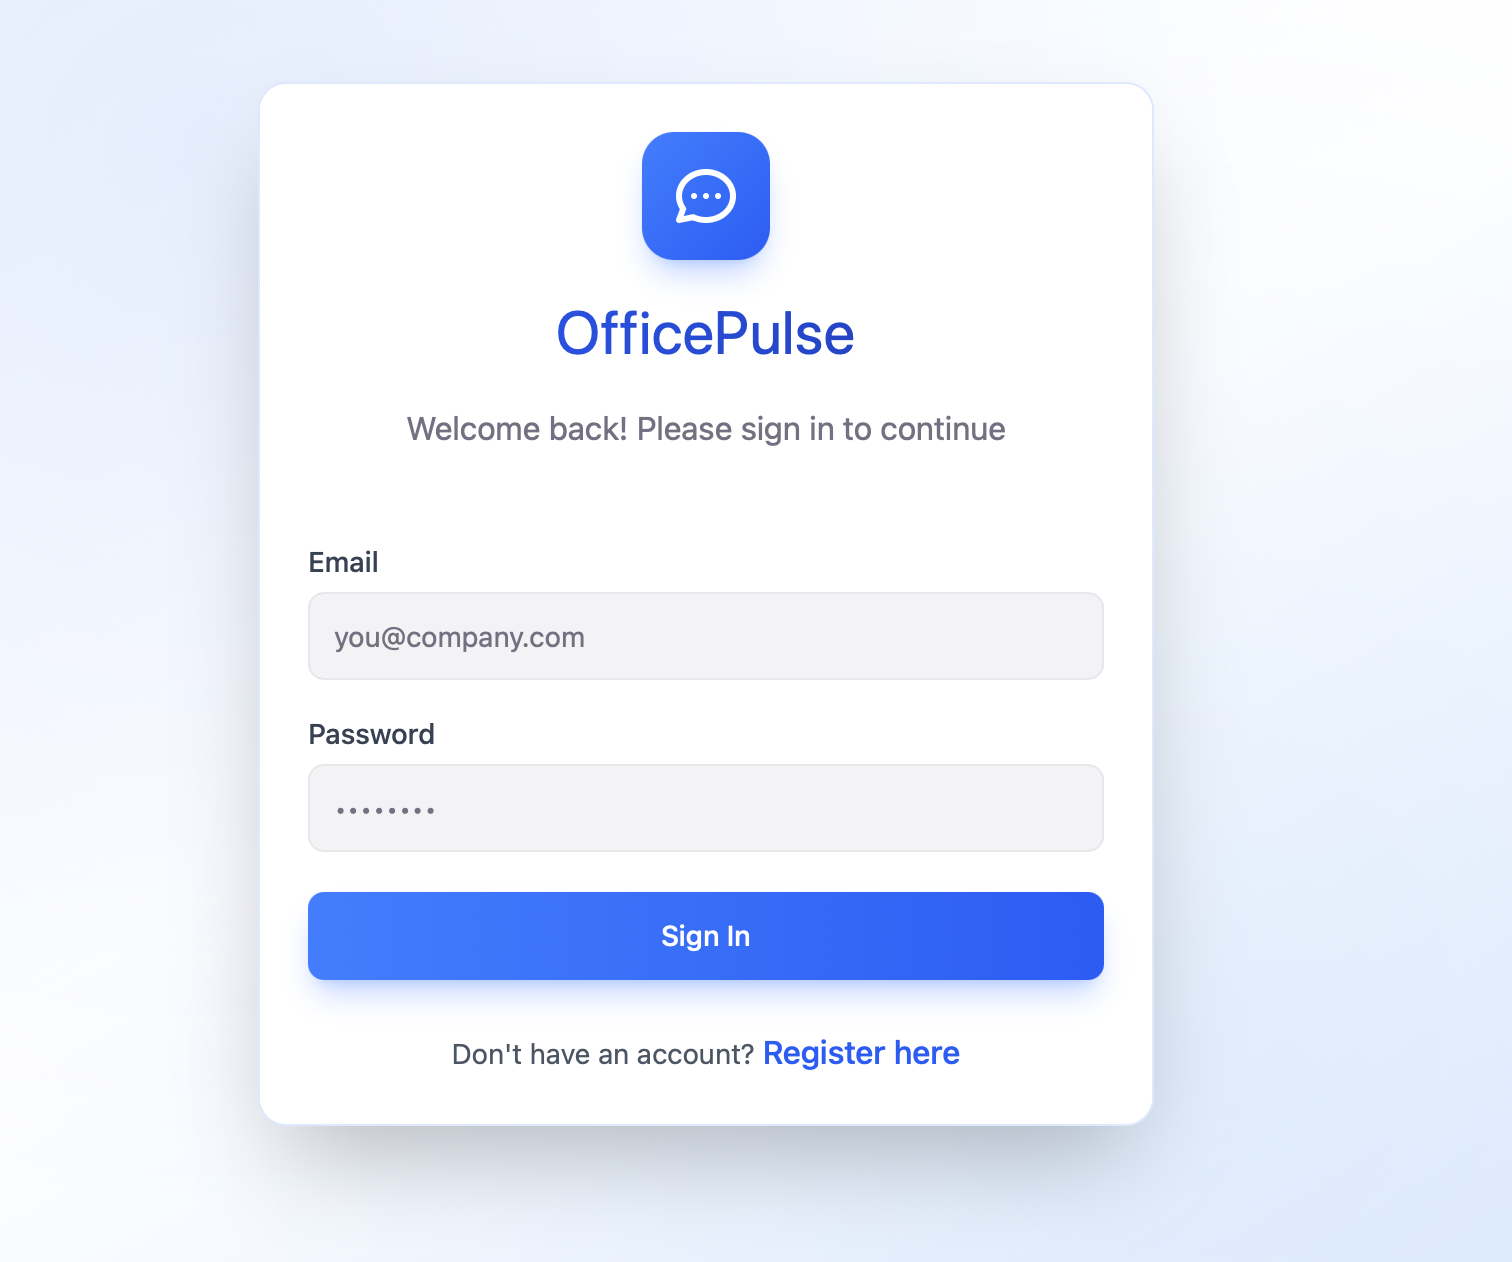 OfficePulse
Welcome back! Please sign in to continue
Email
you@company.com
Password
••••••••
Sign In
Don't have an account? Register here